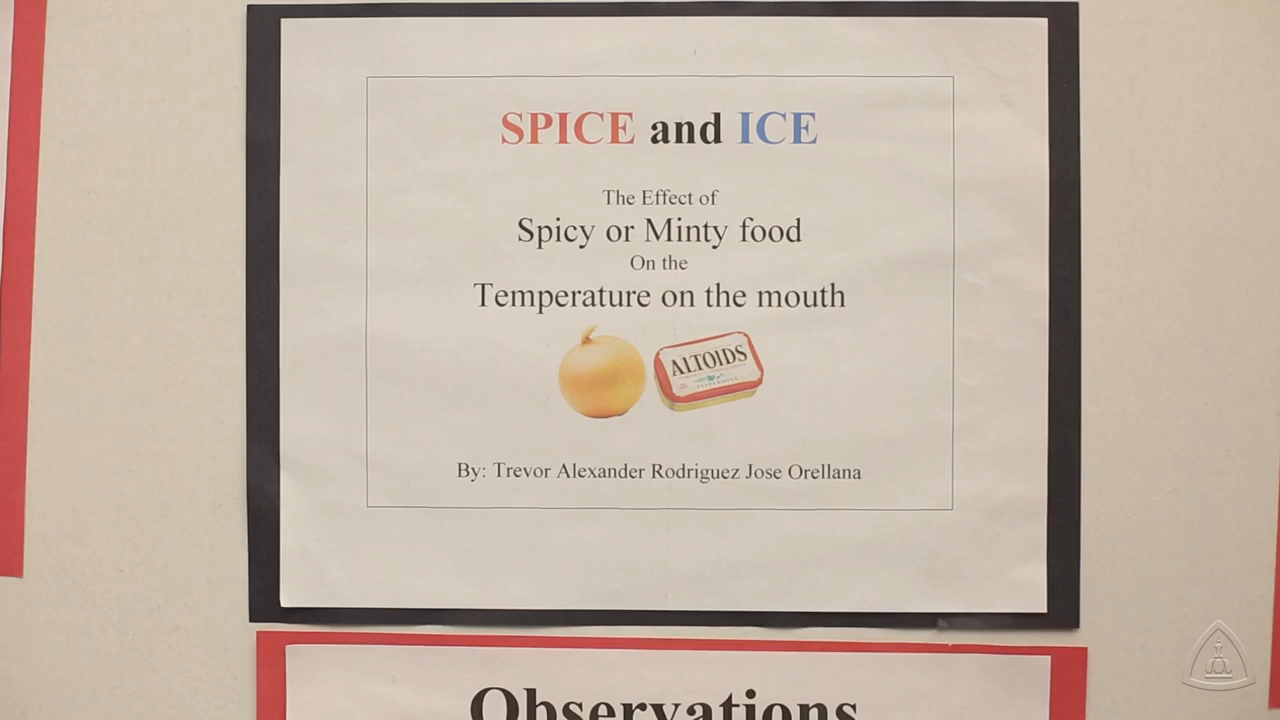 SPICE and ICE
The Effect of
Spicy or Minty food
On the
Temperature on the mouth
ALTOIDS
PEPPERMINT
By: Trevor Alexander Rodriguez Jose Orellana
Observations